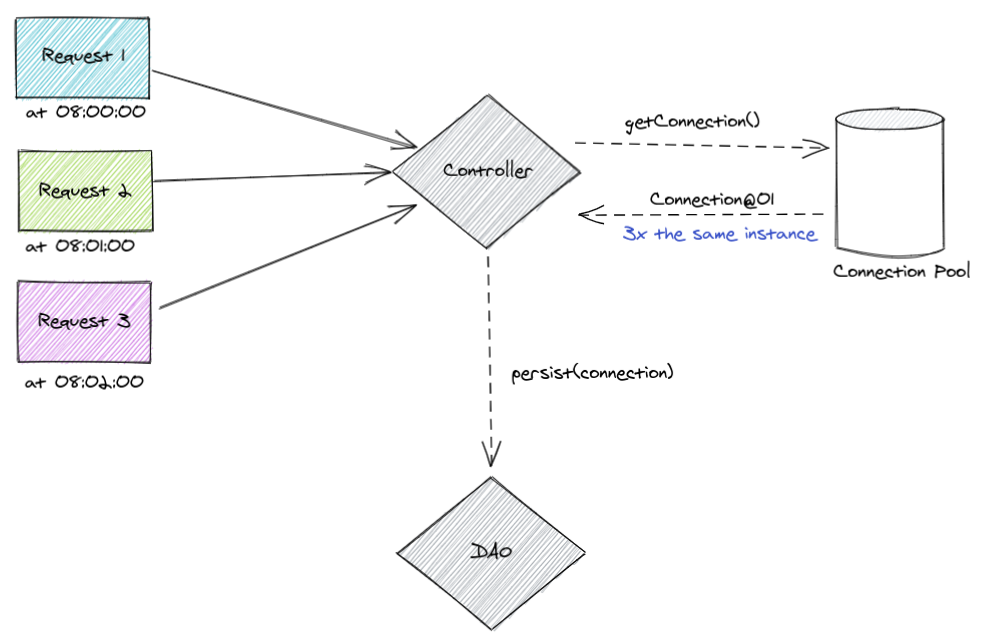 Request 1
at 08:00:00
Request 2
at 08:01:00
Request 3
at 08:02:00
Controller
getConnection()
Connection@01
3x the same instance
Connection Pool
persist(connection)
DAO